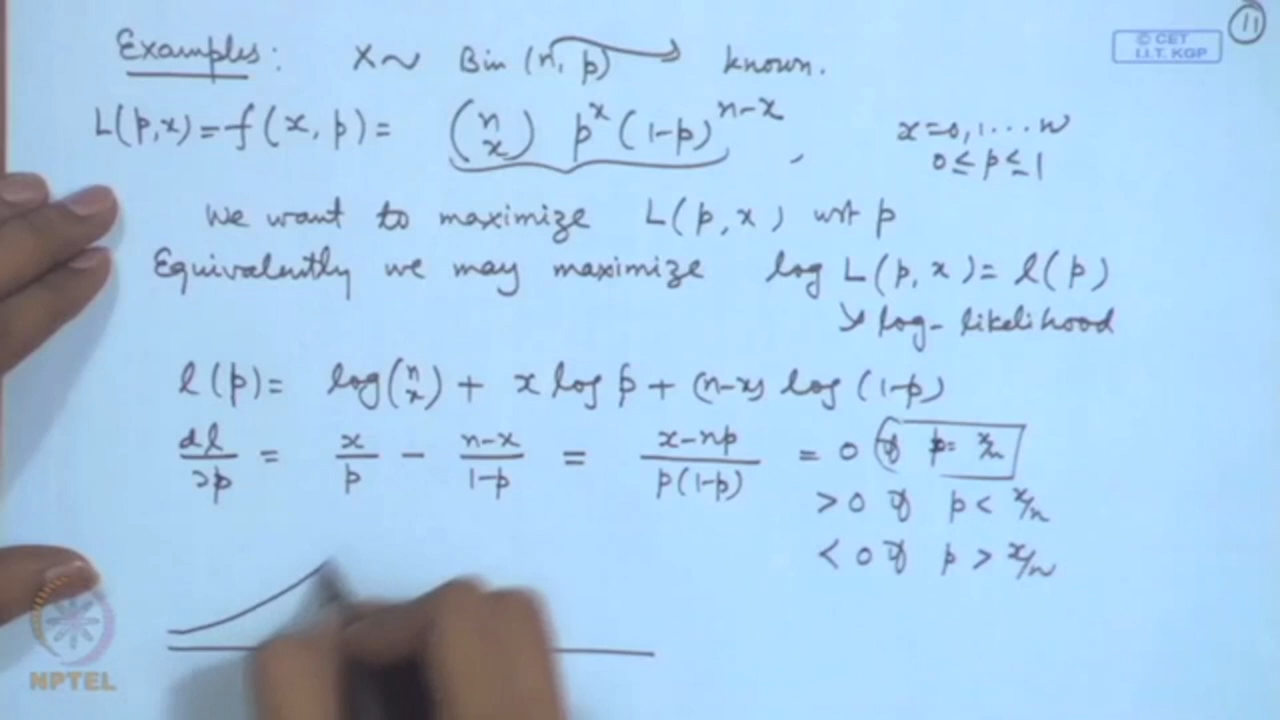 11
© CET
I.I.T. KGP
Examples: X ~ Bin (n, p) → known.
L(p,x) = f(x, p) = (n x) p^x (1-p)^{n-x}, x=0,1...n
0 ≤ p ≤ 1
We want to maximize L(p, x) wrt p
Equivalently we may maximize log L(p, x) = l(p)
↘ log-likelihood
l(p) = log (n x) + x log p + (n-x) log (1-p)
dl/dp = x/p - (n-x)/(1-p) = (x-np)/(p(1-p)) = 0 if p = x/n
> 0 if p < x/n
< 0 if p > x/n
NPTEL